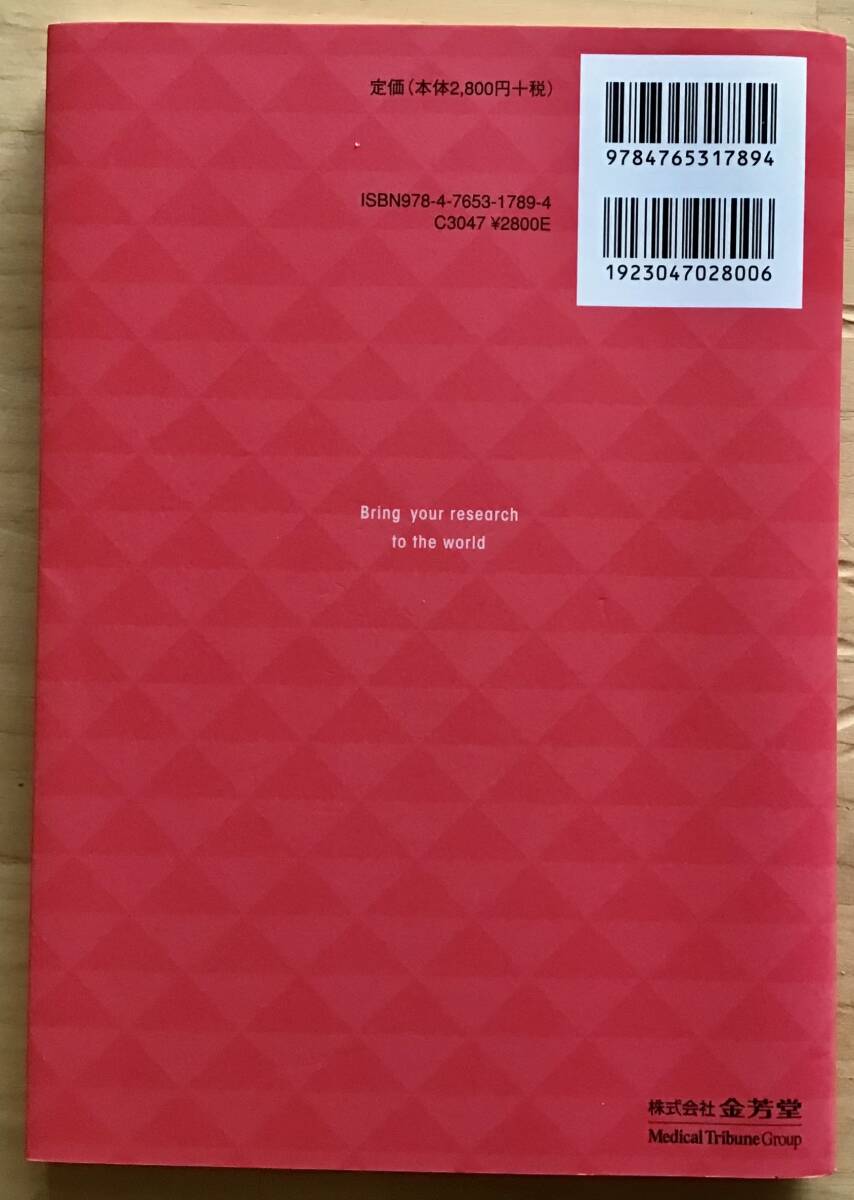 定価（本体2,800円＋税）
9784765317894
ISBN978-4-7653-1789-4
C3047 ¥2800E
1923047028006
Bring your research
to the world
株式会社 金芳堂
Medical Tribune Group